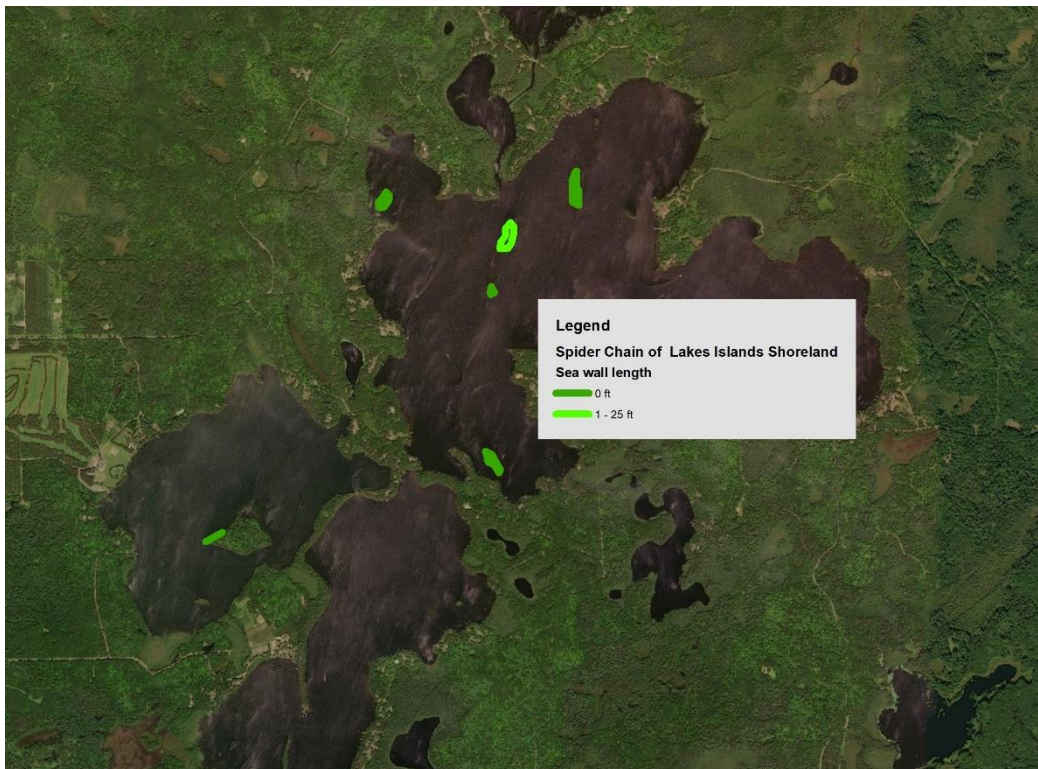 Legend
Spider Chain of  Lakes Islands Shoreland
Sea wall length
0 ft
1 - 25 ft